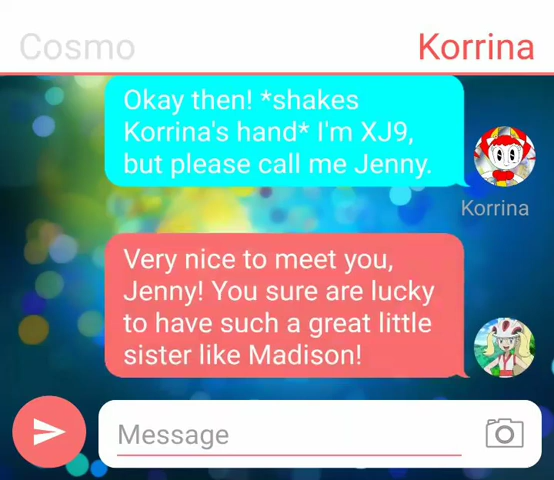 Cosmo
Korrina
Okay then! *shakes
Korrina's hand* I'm XJ9,
but please call me Jenny.
Korrina
Very nice to meet you,
Jenny! You sure are lucky
to have such a great little
sister like Madison!
Message